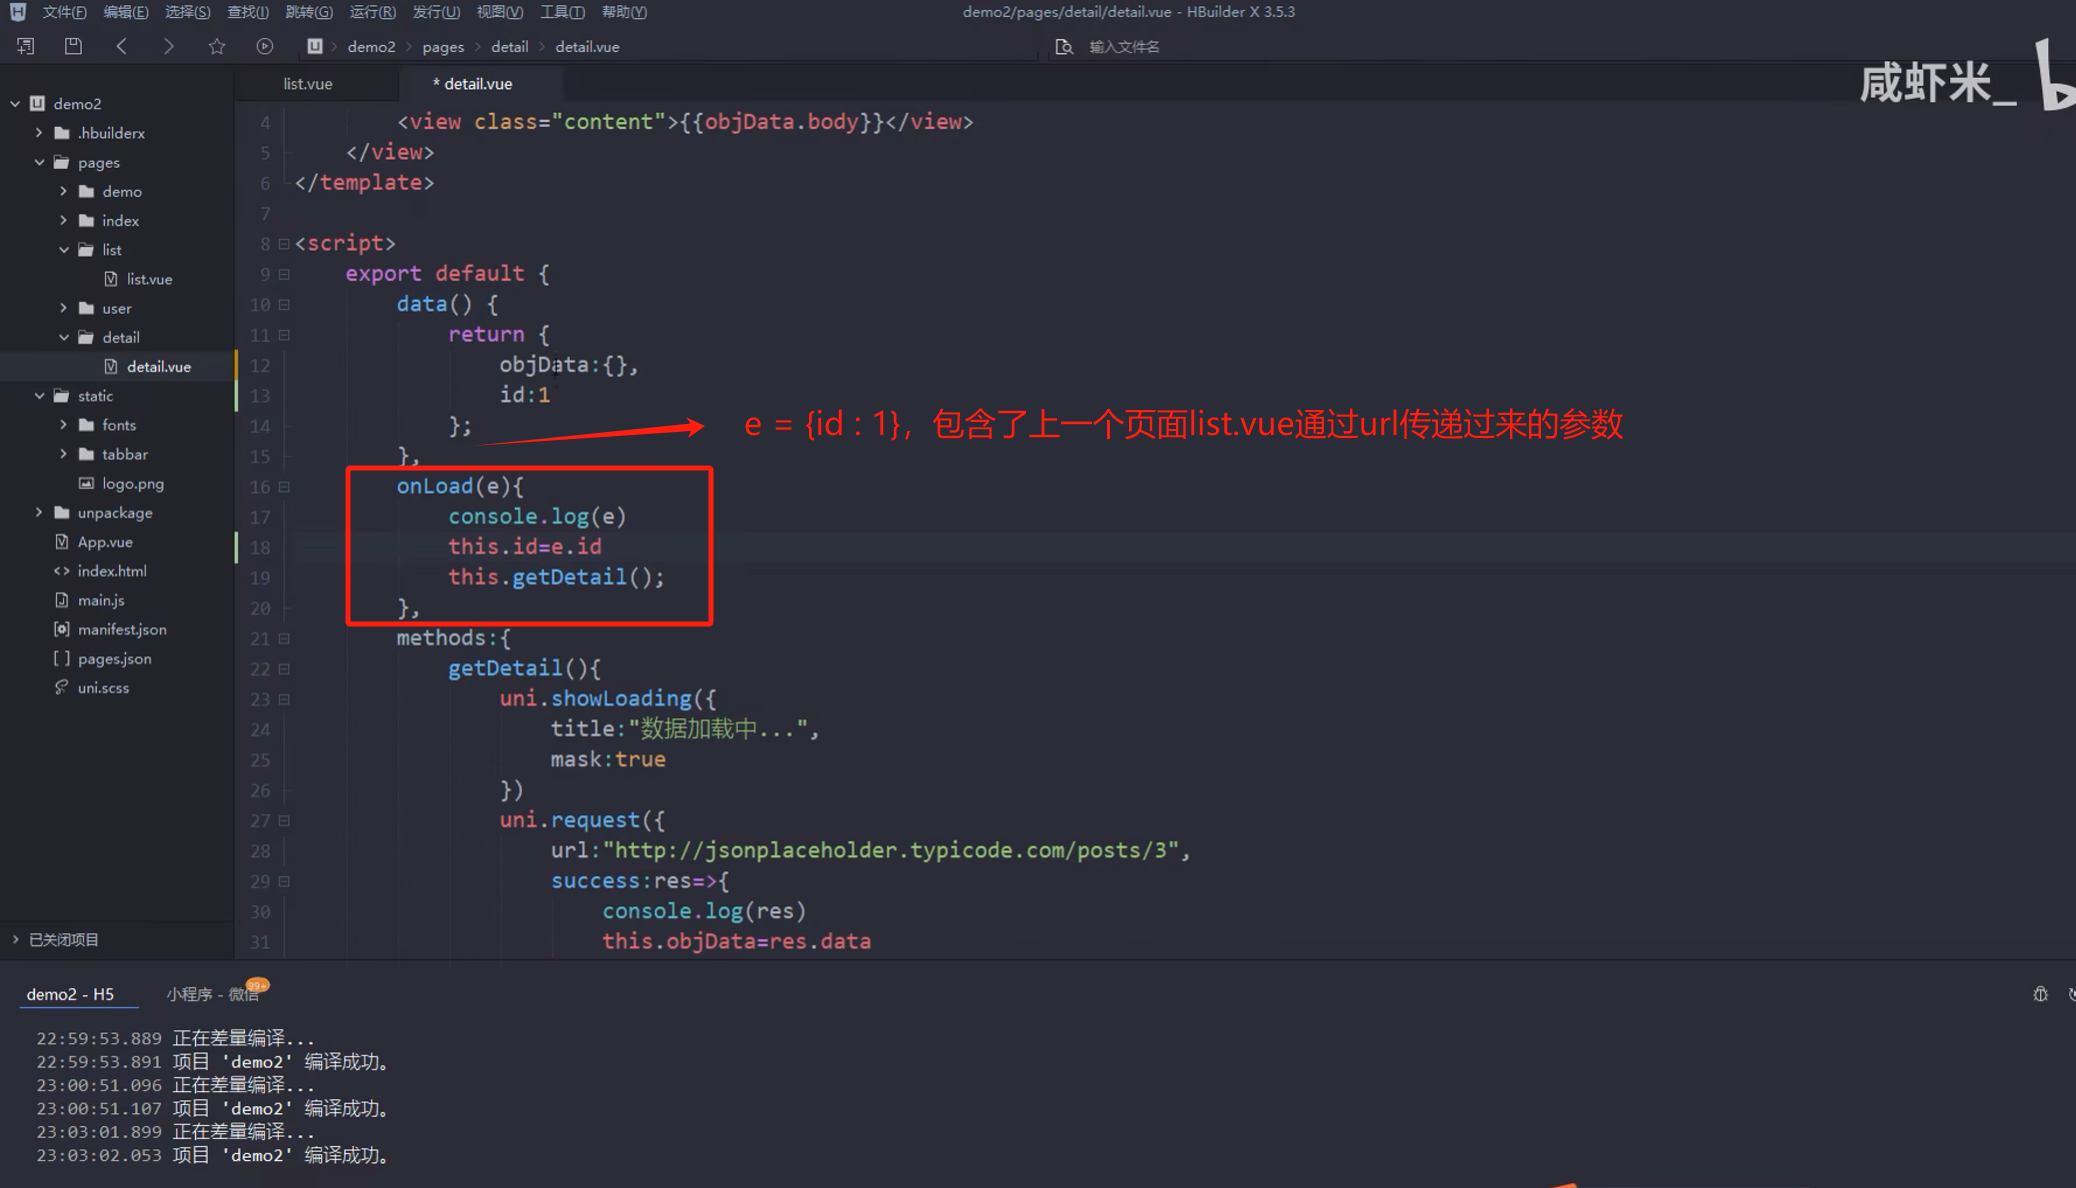 文件(F) 编辑(E) 选择(S) 查找(I) 跳转(G) 运行(R) 发行(U) 视图(V) 工具(T) 帮助(Y)
demo2/pages/detail/detail.vue - HBuilder X 3.5.3
demo2 pages detail detail.vue
输入文件名
咸虾米_
list.vue
* detail.vue
demo2
.hbuilderx
pages
demo
index
list
list.vue
user
detail
detail.vue
static
fonts
tabbar
logo.png
unpackage
App.vue
index.html
main.js
manifest.json
pages.json
uni.scss
已关闭项目
4 <view class="content">{{objData.body}}</view>
5 </view>
6 </template>
7
8 <script>
9 export default {
10 data() {
11 return {
12 objData:{},
13 id:1
14 };
e = {id : 1}，包含了上一个页面list.vue通过url传递过来的参数
15 },
16 onLoad(e){
17 console.log(e)
18 this.id=e.id
19 this.getDetail();
20 },
21 methods:{
22 getDetail(){
23 uni.showLoading({
24 title:"数据加载中...",
25 mask:true
26 })
27 uni.request({
28 url:"http://jsonplaceholder.typicode.com/posts/3",
29 success:res=>{
30 console.log(res)
31 this.objData=res.data
demo2 - H5
小程序 - 微信
99+
22:59:53.889 正在差量编译...
22:59:53.891 项目 'demo2' 编译成功。
23:00:51.096 正在差量编译...
23:00:51.107 项目 'demo2' 编译成功。
23:03:01.899 正在差量编译...
23:03:02.053 项目 'demo2' 编译成功。